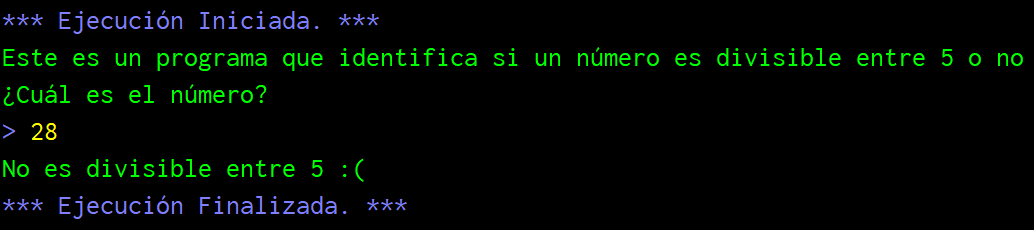 *** Ejecución Iniciada. ***
Este es un programa que identifica si un número es divisible entre 5 o no
¿Cuál es el número?
> 28
No es divisible entre 5 :(
*** Ejecución Finalizada. ***